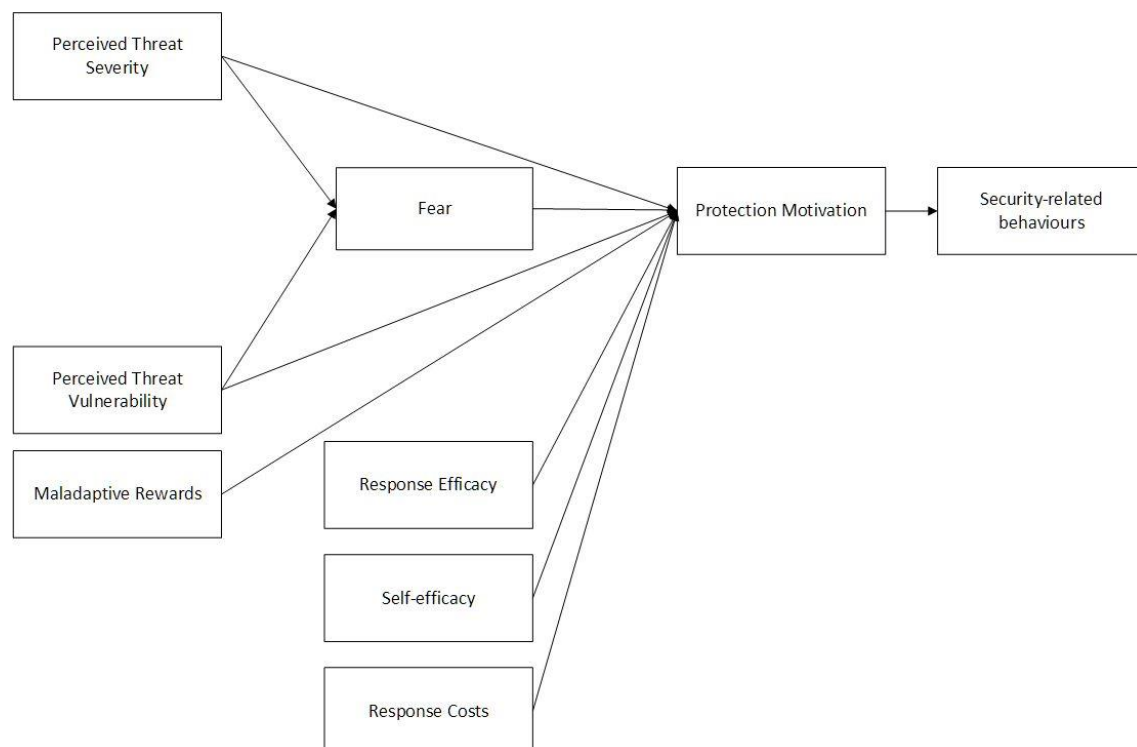 Perceived Threat
Severity
Fear
Protection Motivation
Security-related
behaviours
Perceived Threat
Vulnerability
Maladaptive Rewards
Response Efficacy
Self-efficacy
Response Costs